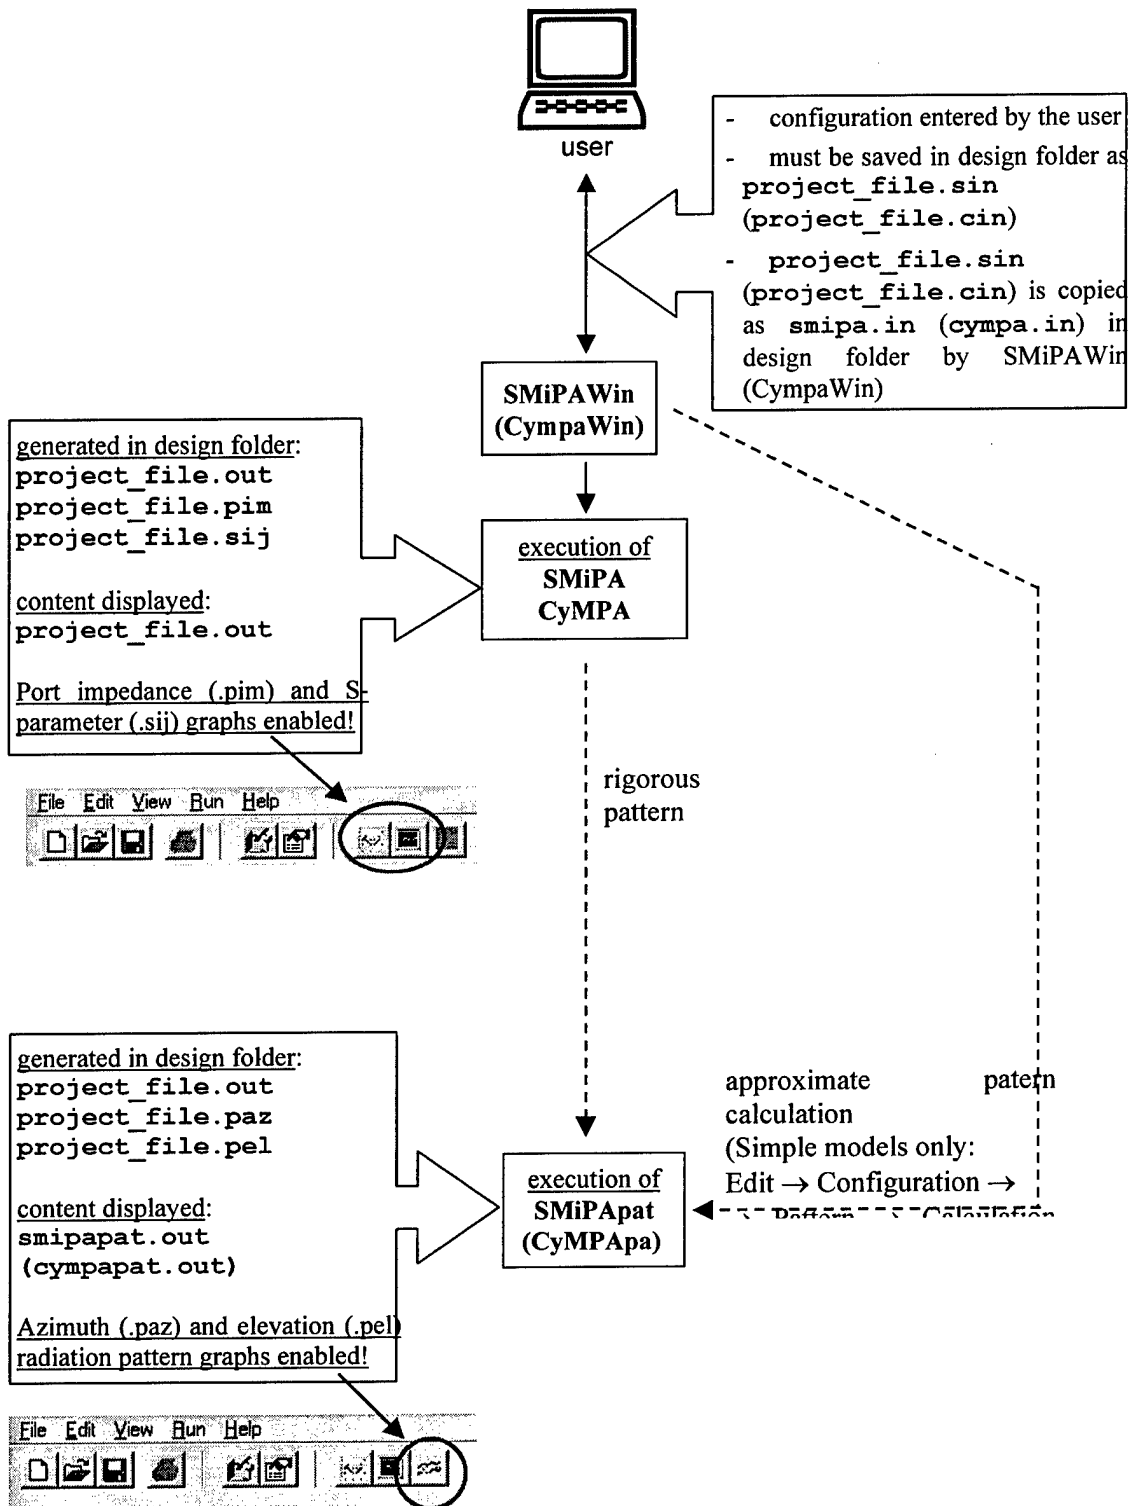 user
- configuration entered by the user
- must be saved in design folder as
project_file.sin
(project_file.cin)
- project_file.sin
(project_file.cin) is copied
as smipa.in (cympa.in) in
design folder by SMiPAWin
(CympaWin)
SMiPAWin
(CympaWin)
generated in design folder:
project_file.out
project_file.pim
project_file.sij
content displayed:
project_file.out
Port impedance (.pim) and S-
parameter (.sij) graphs enabled!
execution of
SMiPA
CyMPA
File Edit View Run Help
rigorous
pattern
generated in design folder:
project_file.out
project_file.paz
project_file.pel
content displayed:
smipapat.out
(cympapat.out)
Azimuth (.paz) and elevation (.pel)
radiation pattern graphs enabled!
execution of
SMiPApat
(CyMPApa)
approximate patern
calculation
(Simple models only:
Edit → Configuration →
→ Pattern → Calculation
File Edit View Run Help